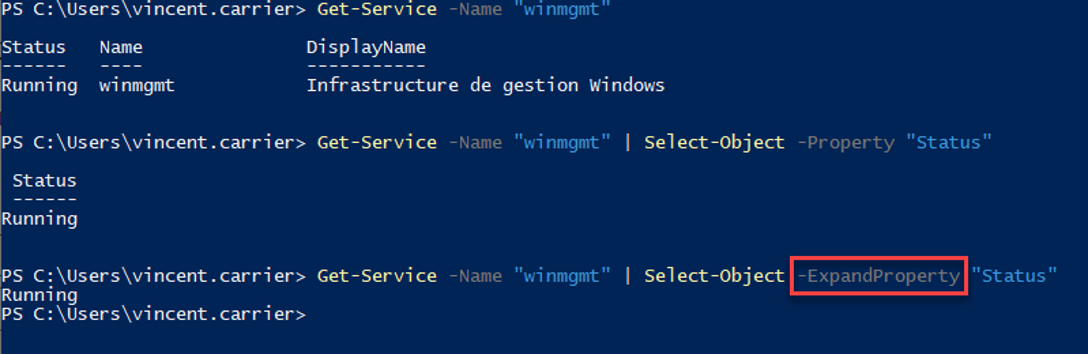 PS C:\Users\vincent.carrier> Get-Service -Name "winmgmt"
Status   Name               DisplayName
------   ----               -----------
Running  winmgmt            Infrastructure de gestion Windows
PS C:\Users\vincent.carrier> Get-Service -Name "winmgmt" | Select-Object -Property "Status"
 Status
 ------
Running
PS C:\Users\vincent.carrier> Get-Service -Name "winmgmt" | Select-Object -ExpandProperty "Status"
Running
PS C:\Users\vincent.carrier>